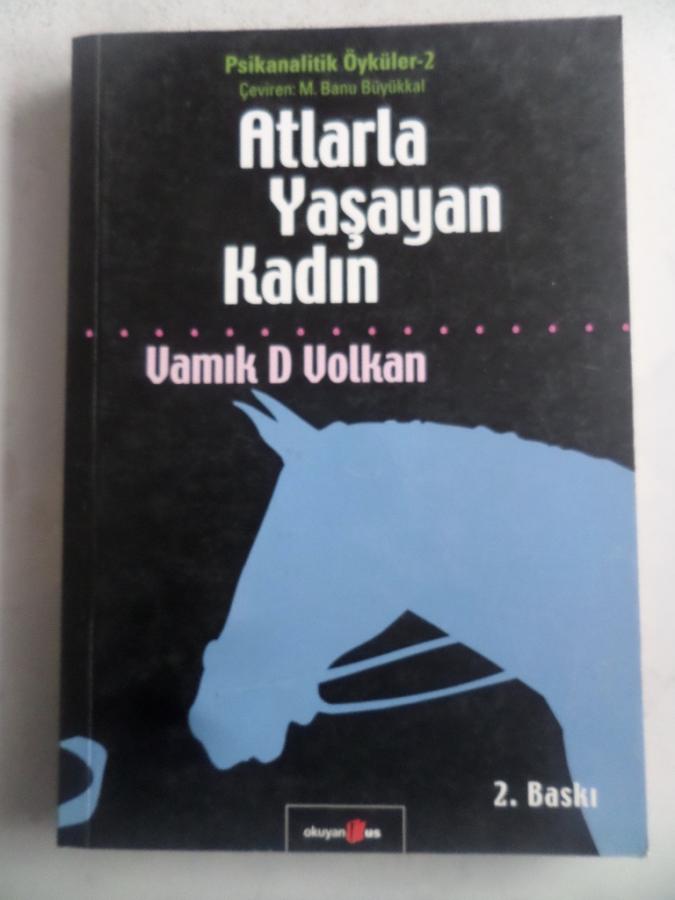 Psikanalitik Öyküler-2
Çeviren: M. Banu Büyükkal
Atlarla
Yaşayan
Kadın
Vamık D Volkan
2. Baskı
okuyan us